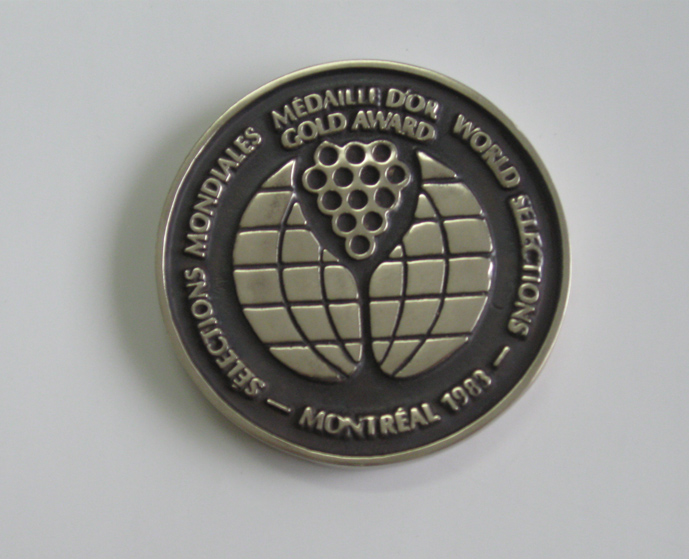 MÉDAILLE D'OR
GOLD AWARD
SÉLECTIONS MONDIALES
WORLD SELECTIONS
— MONTRÉAL 1983 —